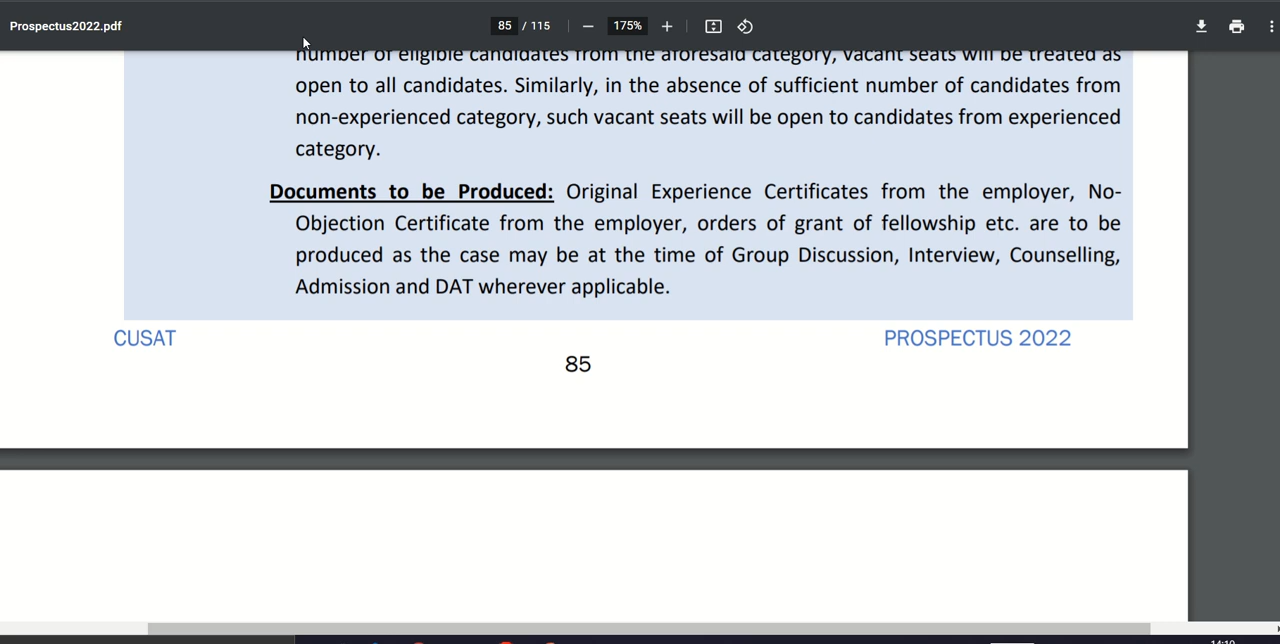 Prospectus2022.pdf
85 / 115
175%
number of eligible candidates from the aforesaid category, vacant seats will be treated as
open to all candidates. Similarly, in the absence of sufficient number of candidates from
non-experienced category, such vacant seats will be open to candidates from experienced
category.
Documents to be Produced: Original Experience Certificates from the employer, No-
Objection Certificate from the employer, orders of grant of fellowship etc. are to be
produced as the case may be at the time of Group Discussion, Interview, Counselling,
Admission and DAT wherever applicable.
CUSAT PROSPECTUS 2022
85